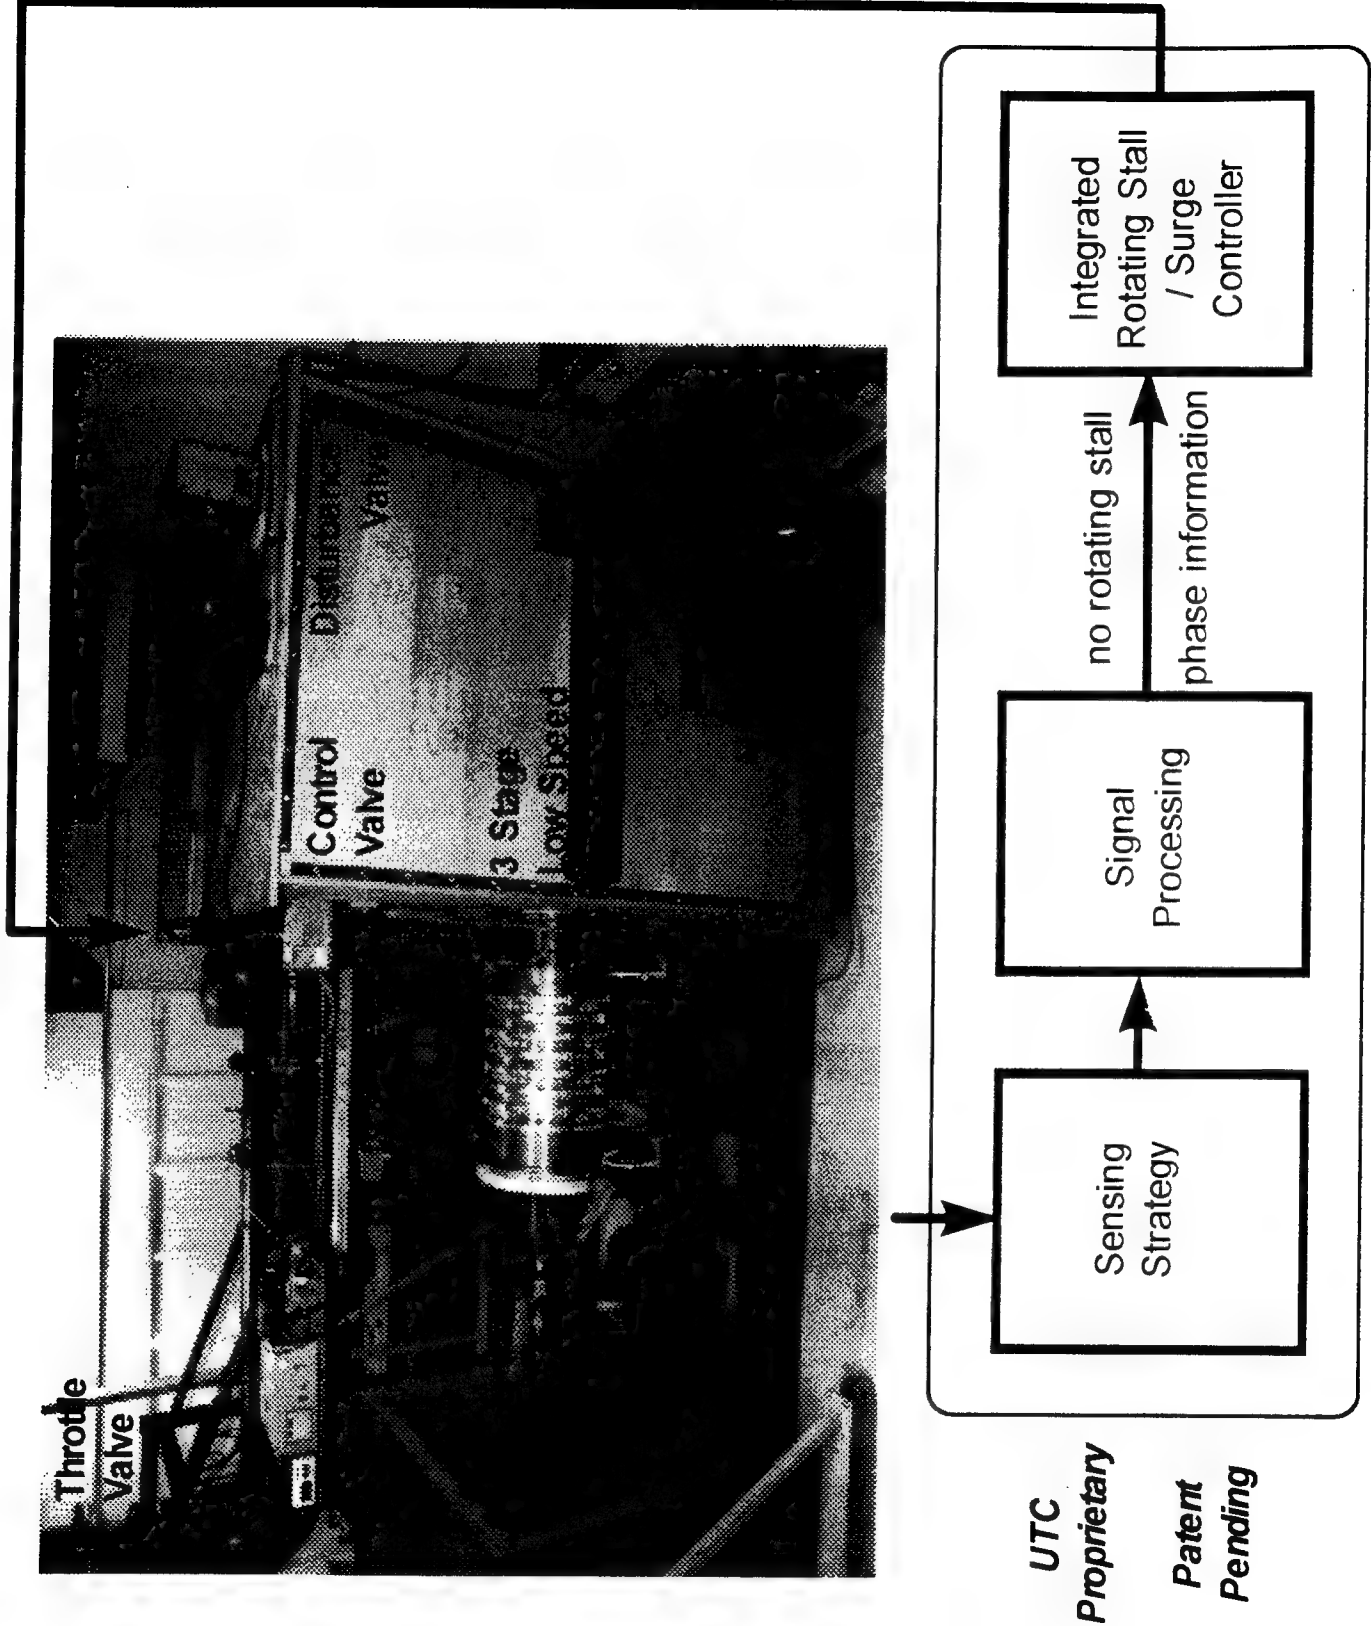 Throttle
Valve
Control
Valve
Disturbance
Valve
3 Stage
Low Speed
UTC
Proprietary
Patent
Pending
Sensing
Strategy
Signal
Processing
no rotating stall
phase information
Integrated
Rotating Stall
/ Surge
Controller